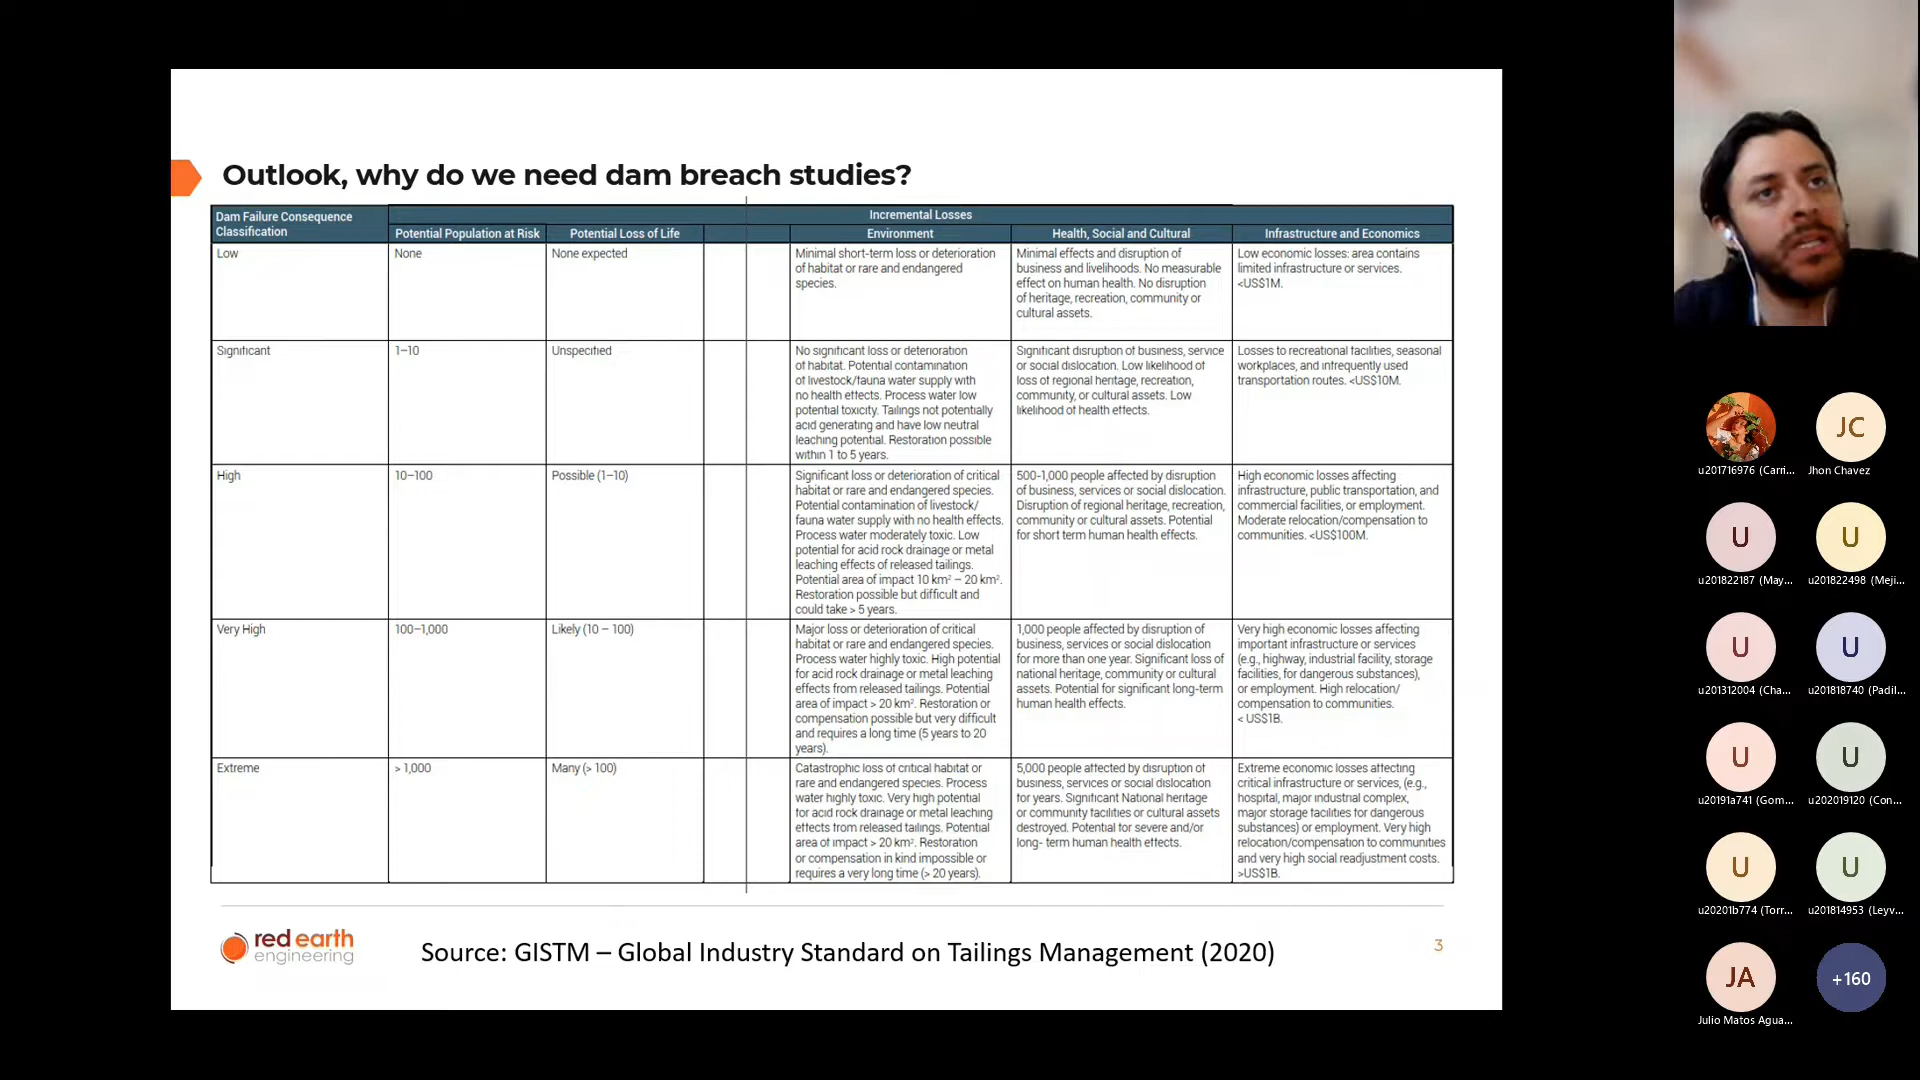 Outlook, why do we need dam breach studies?
Dam Failure Consequence
Classification
Incremental Losses
Potential Population at Risk
Potential Loss of Life
Environment
Health, Social and Cultural
Infrastructure and Economics
Low
None
None expected
Minimal short-term loss or deterioration
of habitat or rare and endangered
species.
Minimal effects and disruption of
business and livelihoods. No measurable
effect on human health. No disruption
of heritage, recreation, community or
cultural assets.
Low economic losses: area contains
limited infrastructure or services.
<US$1M.
Significant
1–10
Unspecified
No significant loss or deterioration
of habitat. Potential contamination
of livestock/fauna water supply with
no health effects. Process water low
potential toxicity. Tailings not potentially
acid generating and have low neutral
leaching potential. Restoration possible
within 1 to 5 years.
Significant disruption of business, service
or social dislocation. Low likelihood of
loss of regional heritage, recreation,
community, or cultural assets. Low
likelihood of health effects.
Losses to recreational facilities, seasonal
workplaces, and infrequently used
transportation routes. <US$10M.
High
10–100
Possible (1–10)
Significant loss or deterioration of critical
habitat or rare and endangered species.
Potential contamination of livestock/
fauna water supply with no health effects.
Process water moderately toxic. Low
potential for acid rock drainage or metal
leaching effects of released tailings.
Potential area of impact 10 km² – 20 km².
Restoration possible but difficult and
could take > 5 years.
500-1,000 people affected by disruption
of business, services or social dislocation.
Disruption of regional heritage, recreation,
community or cultural assets. Potential
for short term human health effects.
High economic losses affecting
infrastructure, public transportation, and
commercial facilities, or employment.
Moderate relocation/compensation to
communities. <US$100M.
Very High
100–1,000
Likely (10 – 100)
Major loss or deterioration of critical
habitat or rare and endangered species.
Process water highly toxic. High potential
for acid rock drainage or metal leaching
effects from released tailings. Potential
area of impact > 20 km². Restoration or
compensation possible but very difficult
and requires a long time (5 years to 20
years).
1,000 people affected by disruption of
business, services or social dislocation
for more than one year. Significant loss of
national heritage, community or cultural
assets. Potential for significant long-term
human health effects.
Very high economic losses affecting
important infrastructure or services
(e.g., highway, industrial facility, storage
facilities, for dangerous substances),
or employment. High relocation/
compensation to communities.
< US$1B.
Extreme
> 1,000
Many (> 100)
Catastrophic loss of critical habitat or
rare and endangered species. Process
water highly toxic. Very high potential
for acid rock drainage or metal leaching
effects from released tailings. Potential
area of impact > 20 km². Restoration
or compensation in kind impossible or
requires a very long time (> 20 years).
5,000 people affected by disruption of
business, services or social dislocation
for years. Significant National heritage
or community facilities or cultural assets
destroyed. Potential for severe and/or
long- term human health effects.
Extreme economic losses affecting
critical infrastructure or services, (e.g.,
hospital, major industrial complex,
major storage facilities for dangerous
substances) or employment. Very high
relocation/compensation to communities
and very high social readjustment costs.
>US$1B.
red earth
engineering
Source: GISTM – Global Industry Standard on Tailings Management (2020)
3
u201716976 (Carri...
JC
Jhon Chavez
U
u201822187 (May...
U
u201822498 (Meji...
U
u201312004 (Cha...
U
u201818740 (Padil...
U
u20191a741 (Gom...
U
u202019120 (Con...
U
u20201b774 (Torr...
U
u201814953 (Leyv...
JA
Julio Matos Agua...
+160